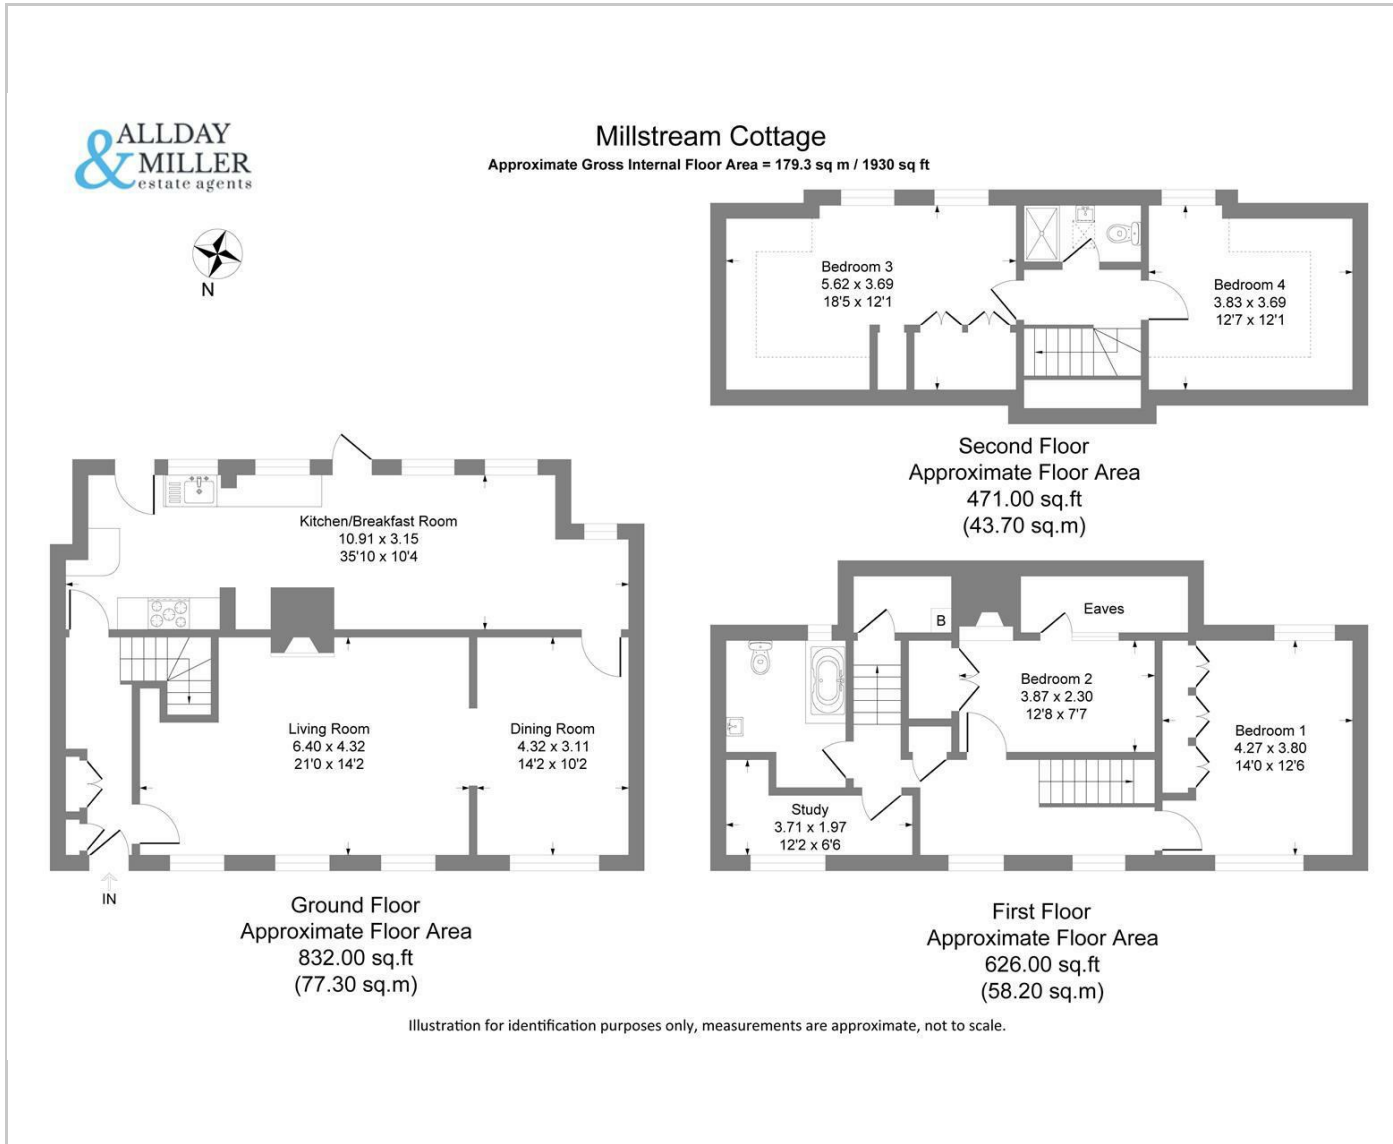 ALLDAY
& MILLER
estate agents
N
Millstream Cottage
Approximate Gross Internal Floor Area = 179.3 sq m / 1930 sq ft
Bedroom 3
5.62 x 3.69
18'5 x 12'1
Bedroom 4
3.83 x 3.69
12'7 x 12'1
Second Floor
Approximate Floor Area
471.00 sq.ft
(43.70 sq.m)
Kitchen/Breakfast Room
10.91 x 3.15
35'10 x 10'4
Living Room
6.40 x 4.32
21'0 x 14'2
Dining Room
4.32 x 3.11
14'2 x 10'2
IN
Ground Floor
Approximate Floor Area
832.00 sq.ft
(77.30 sq.m)
B
Eaves
Bedroom 2
3.87 x 2.30
12'8 x 7'7
Bedroom 1
4.27 x 3.80
14'0 x 12'6
Study
3.71 x 1.97
12'2 x 6'6
First Floor
Approximate Floor Area
626.00 sq.ft
(58.20 sq.m)
Illustration for identification purposes only, measurements are approximate, not to scale.